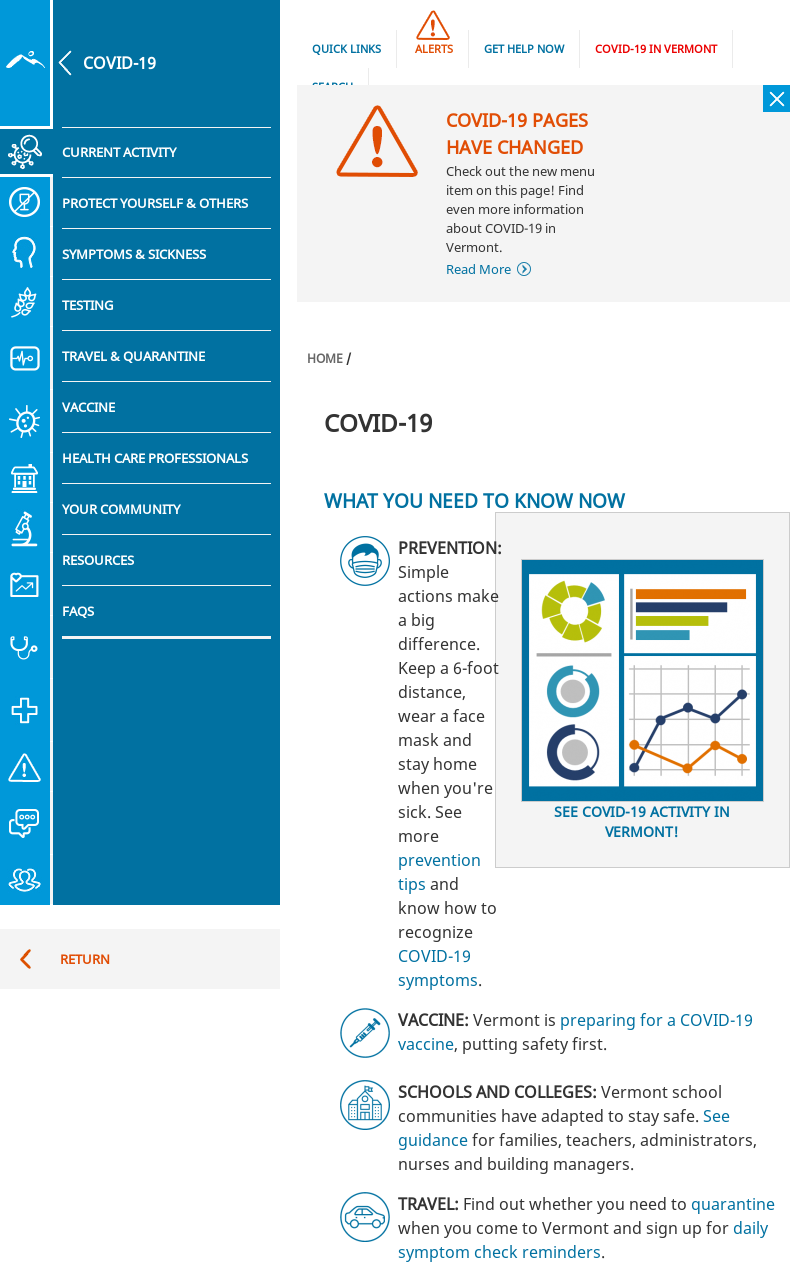 COVID-19
CURRENT ACTIVITY
PROTECT YOURSELF & OTHERS
SYMPTOMS & SICKNESS
TESTING
TRAVEL & QUARANTINE
VACCINE
HEALTH CARE PROFESSIONALS
YOUR COMMUNITY
RESOURCES
FAQS
RETURN
QUICK LINKS
ALERTS
GET HELP NOW
COVID-19 IN VERMONT
SEARCH
COVID-19 PAGES
HAVE CHANGED
Check out the new menu
item on this page! Find
even more information
about COVID-19 in
Vermont.
Read More
HOME /
COVID-19
WHAT YOU NEED TO KNOW NOW
PREVENTION:
Simple
actions make
a big
difference.
Keep a 6-foot
distance,
wear a face
mask and
stay home
when you're
sick. See
more
prevention
tips and
know how to
recognize
COVID-19
symptoms.
SEE COVID-19 ACTIVITY IN
VERMONT!
VACCINE: Vermont is preparing for a COVID-19
vaccine, putting safety first.
SCHOOLS AND COLLEGES: Vermont school
communities have adapted to stay safe. See
guidance for families, teachers, administrators,
nurses and building managers.
TRAVEL: Find out whether you need to quarantine
when you come to Vermont and sign up for daily
symptom check reminders.